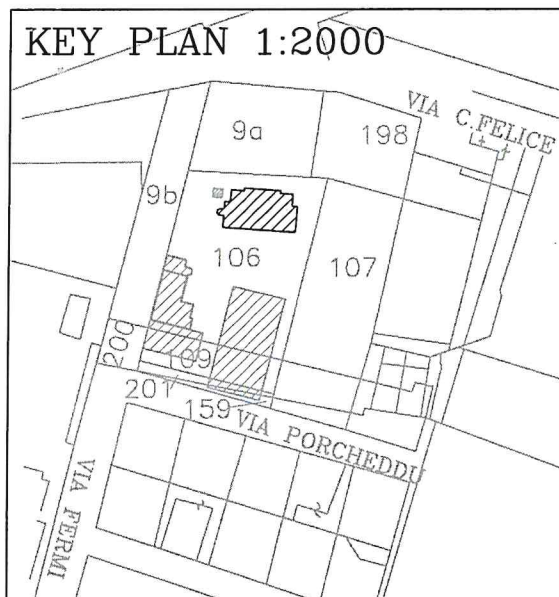 KEY PLAN 1:2000
VIA C.FELICE
9a
198
9b
106
107
200
109
201
159
VIA PORCHEDDU
VIA FERMI